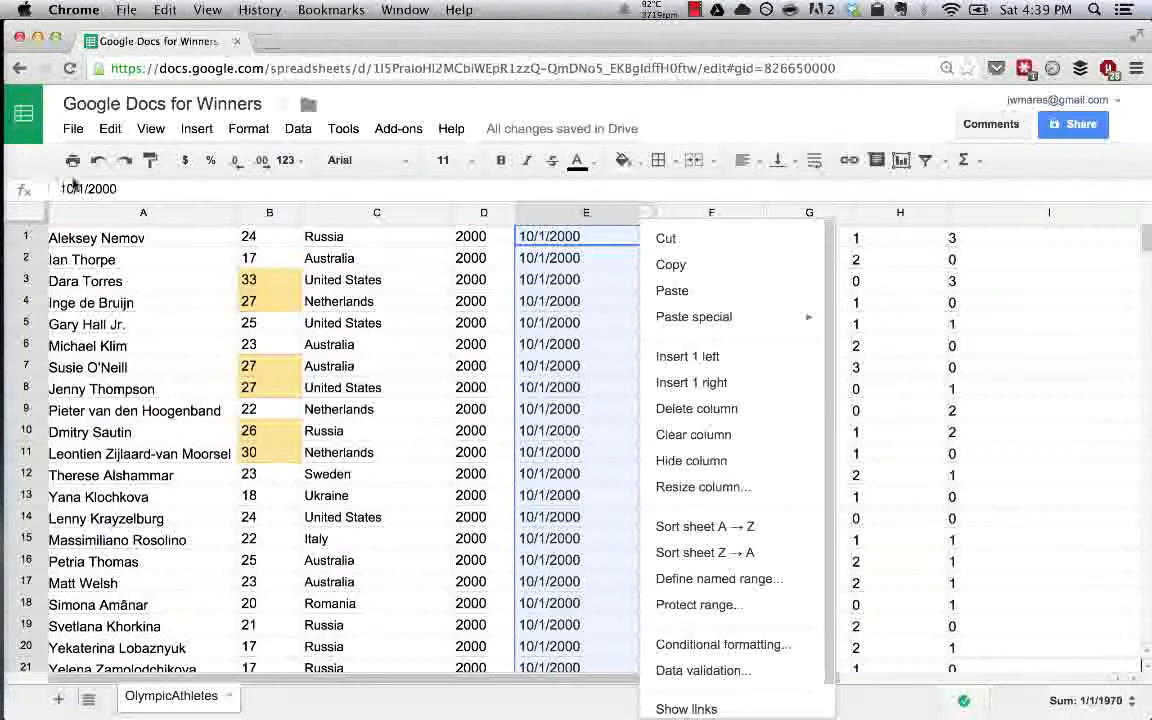 Chrome File Edit View History Bookmarks Window Help 92°C 3719rpm 2 Sat 4:39 PM
Google Docs for Winners ×
https://docs.google.com/spreadsheets/d/
Google Docs for Winners jwmares@gmail.com
File Edit View Insert Format Data Tools Add-ons Help All changes saved in Drive Comments Share
$ % .0 .00 123 Arial 11 B I S A Σ
fx 10/1/2000
A B C D E F G H I
1 Aleksey Nemov 24 Russia 2000 10/1/2000 1 3
2 Ian Thorpe 17 Australia 2000 10/1/2000 2 0
3 Dara Torres 33 United States 2000 10/1/2000 0 3
4 Inge de Bruijn 27 Netherlands 2000 10/1/2000 1 0
5 Gary Hall Jr. 25 United States 2000 10/1/2000 1 1
6 Michael Klim 23 Australia 2000 10/1/2000 2 0
7 Susie O'Neill 27 Australia 2000 10/1/2000 3 0
8 Jenny Thompson 27 United States 2000 10/1/2000 0 1
9 Pieter van den Hoogenband 22 Netherlands 2000 10/1/2000 0 2
10 Dmitry Sautin 26 Russia 2000 10/1/2000 1 2
11 Leontien Zijlaard-van Moorsel 30 Netherlands 2000 10/1/2000 1 0
12 Therese Alshammar 23 Sweden 2000 10/1/2000 2 1
13 Yana Klochkova 18 Ukraine 2000 10/1/2000 1 0
14 Lenny Krayzelburg 24 United States 2000 10/1/2000 0 0
15 Massimiliano Rosolino 22 Italy 2000 10/1/2000 1 1
16 Petria Thomas 25 Australia 2000 10/1/2000 2 1
17 Matt Welsh 23 Australia 2000 10/1/2000 2 1
18 Simona Amânar 20 Romania 2000 10/1/2000 0 1
19 Svetlana Khorkina 21 Russia 2000 10/1/2000 2 0
20 Yekaterina Lobaznyuk 17 Russia 2000 10/1/2000 2 1
21 Yelena Zamolodchikova 17 Russia 2000 10/1/2000 1 0
Cut
Copy
Paste
Paste special
Insert 1 left
Insert 1 right
Delete column
Clear column
Hide column
Resize column...
Sort sheet A → Z
Sort sheet Z → A
Define named range...
Protect range...
Conditional formatting...
Data validation...
Show links
+ OlympicAthletes Sum: 1/1/1970